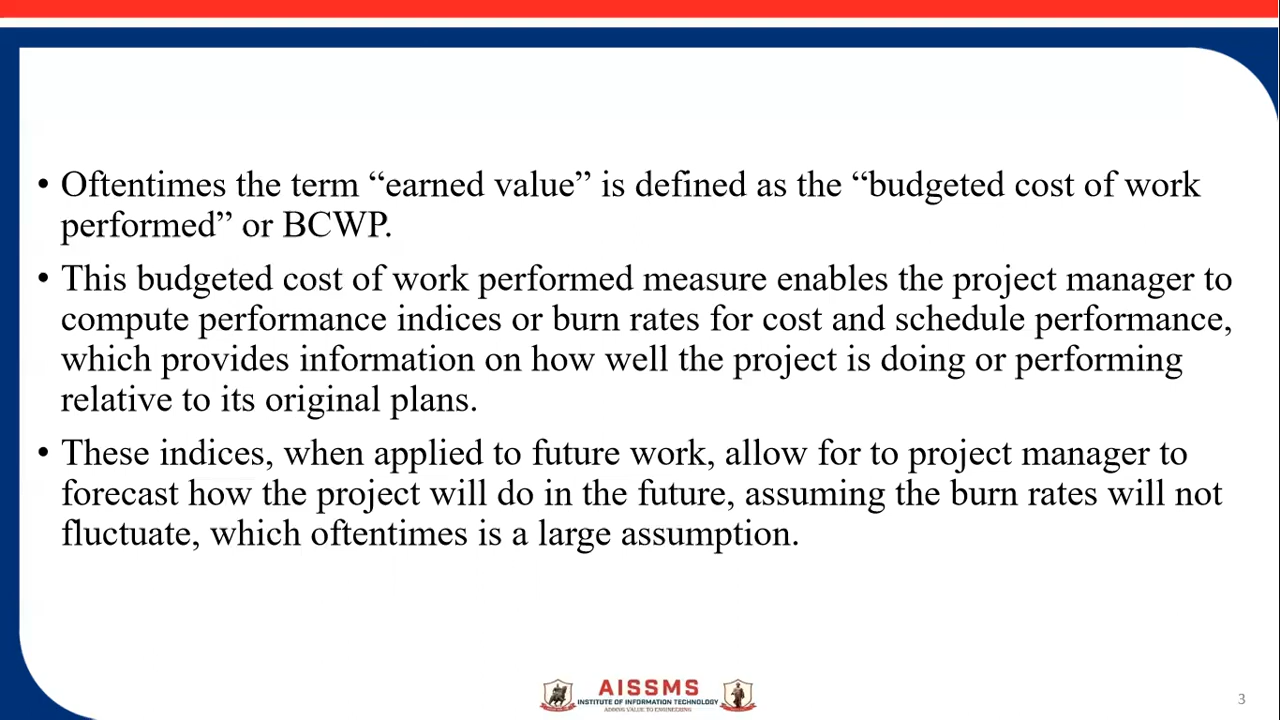 • Oftentimes the term “earned value” is defined as the “budgeted cost of work
performed” or BCWP.
• This budgeted cost of work performed measure enables the project manager to
compute performance indices or burn rates for cost and schedule performance,
which provides information on how well the project is doing or performing
relative to its original plans.
• These indices, when applied to future work, allow for to project manager to
forecast how the project will do in the future, assuming the burn rates will not
fluctuate, which oftentimes is a large assumption.
AISSMS
INSTITUTE OF INFORMATION TECHNOLOGY
ADDING VALUE TO ENGINEERING
3